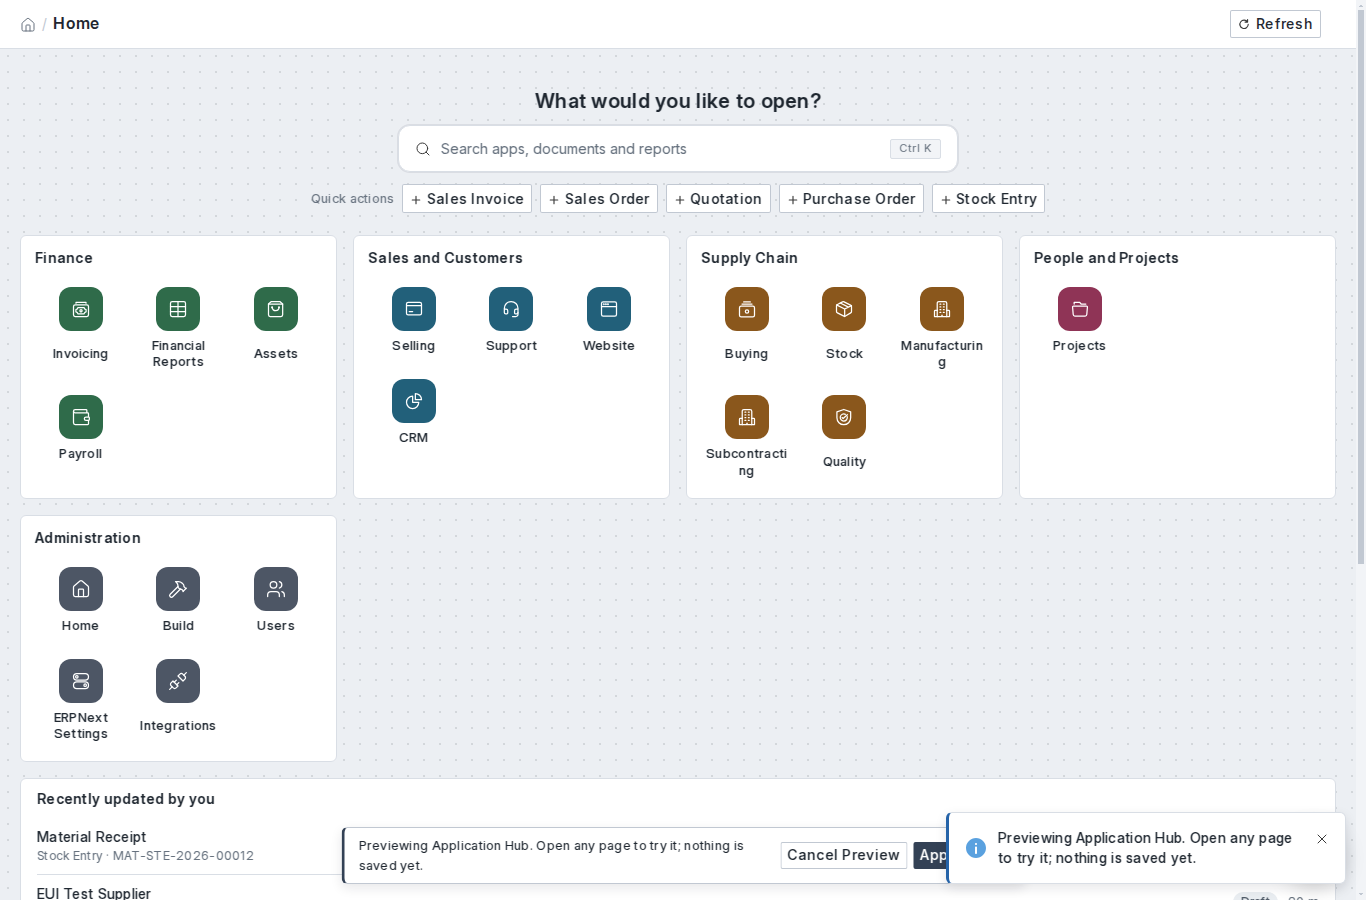 / Home
Refresh
What would you like to open?
Search apps, documents and reports
Ctrl K
Quick actions
+ Sales Invoice
+ Sales Order
+ Quotation
+ Purchase Order
+ Stock Entry
Finance
Invoicing
Financial
Reports
Assets
Payroll
Sales and Customers
Selling
Support
Website
CRM
Supply Chain
Buying
Stock
Manufacturin
g
Subcontracti
ng
Quality
People and Projects
Projects
Administration
Home
Build
Users
ERPNext
Settings
Integrations
Recently updated by you
Material Receipt
Stock Entry · MAT-STE-2026-00012
EUI Test Supplier
Previewing Application Hub. Open any page to try it; nothing is
saved yet.
Cancel Preview
App
Previewing Application Hub. Open any page
to try it; nothing is saved yet.
Draft